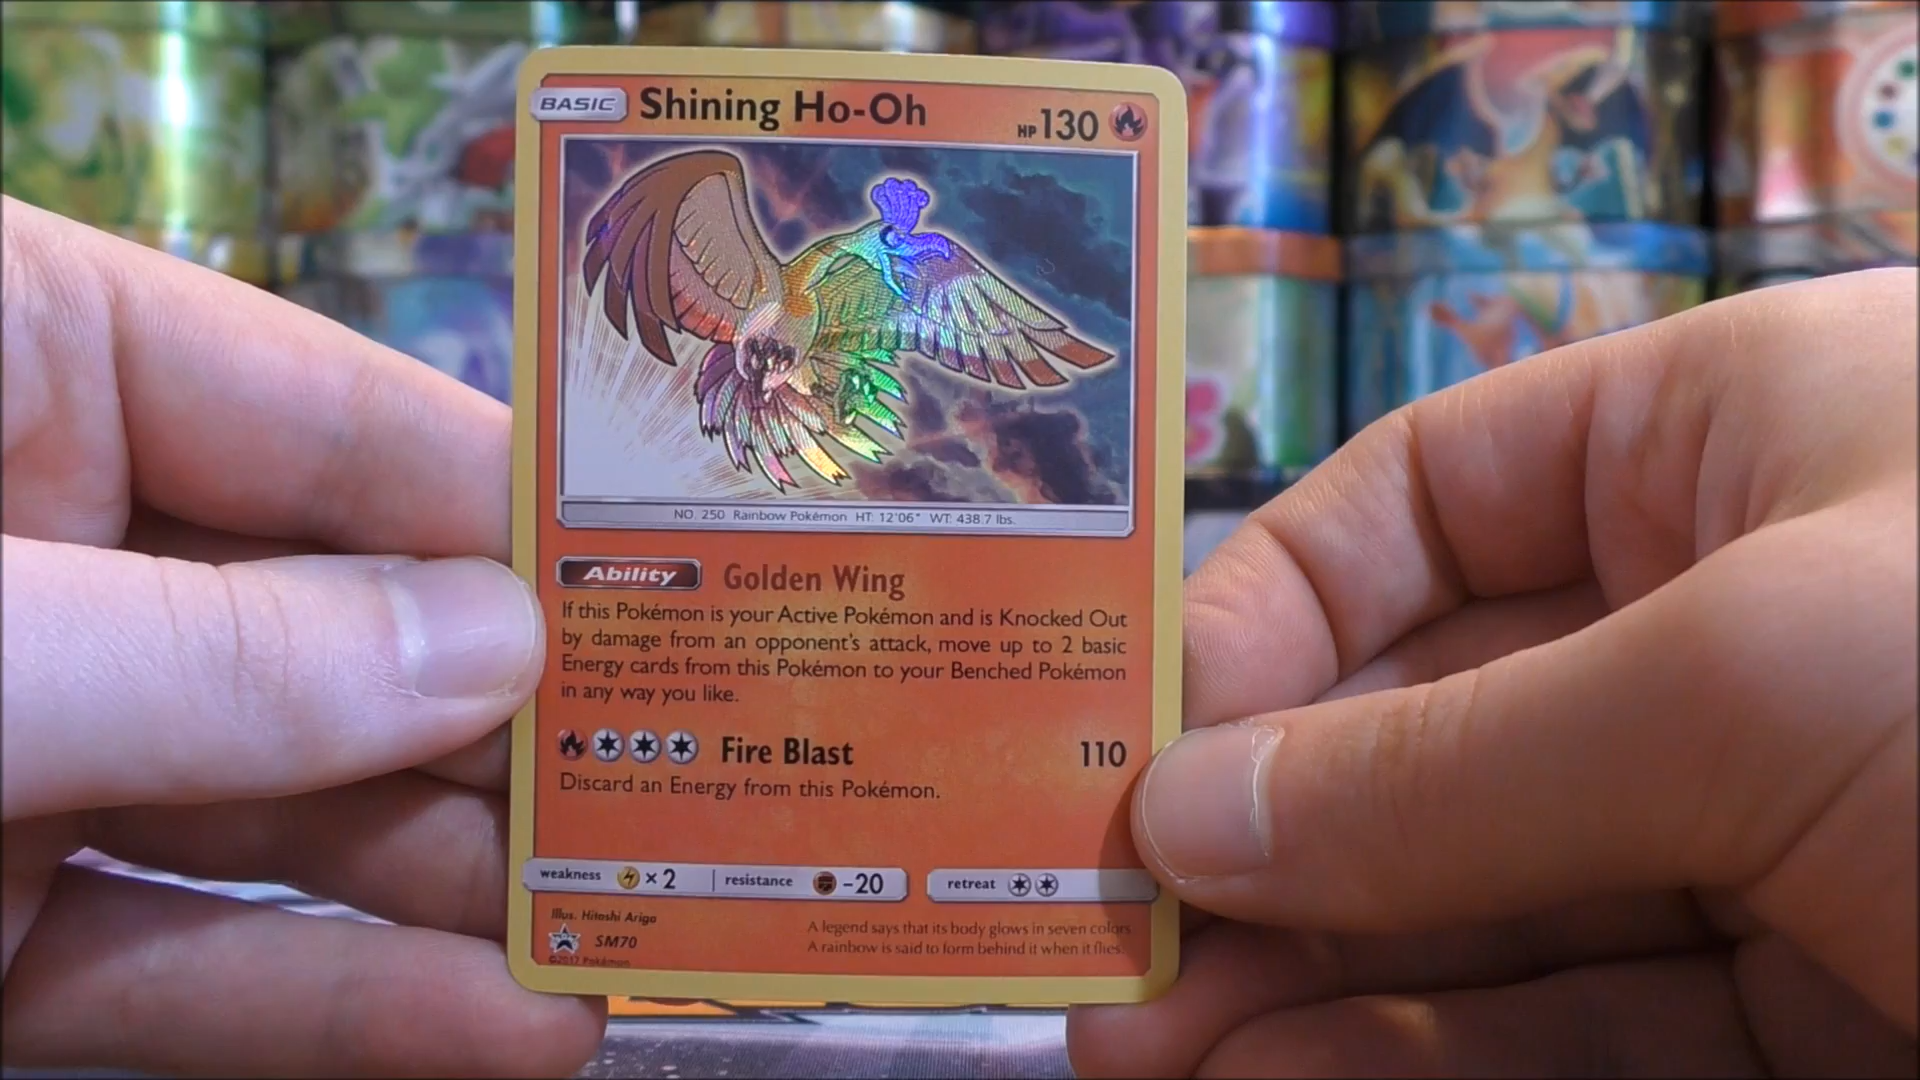 BASIC Shining Ho-Oh HP 130
NO. 250 Rainbow Pokémon HT: 12'06" WT: 438.7 lbs.
Ability Golden Wing
If this Pokémon is your Active Pokémon and is Knocked Out
by damage from an opponent's attack, move up to 2 basic
Energy cards from this Pokémon to your Benched Pokémon
in any way you like.
Fire Blast 110
Discard an Energy from this Pokémon.
weakness ×2 resistance -20 retreat
Illus. Hitoshi Ariga
SM70
©2017 Pokémon
A legend says that its body glows in seven colors.
A rainbow is said to form behind it when it flies.